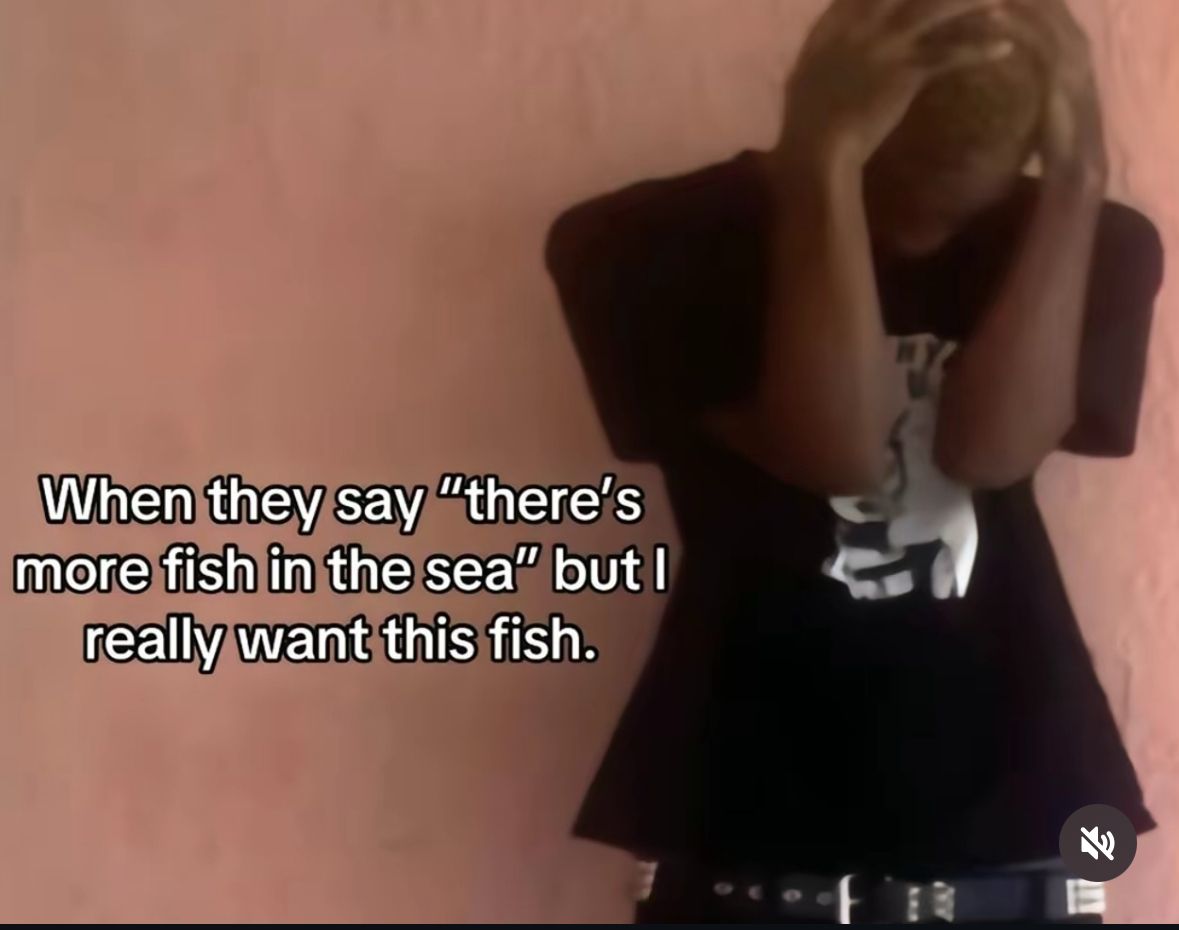 When they say “there’s
more fish in the sea” but I
really want this fish.